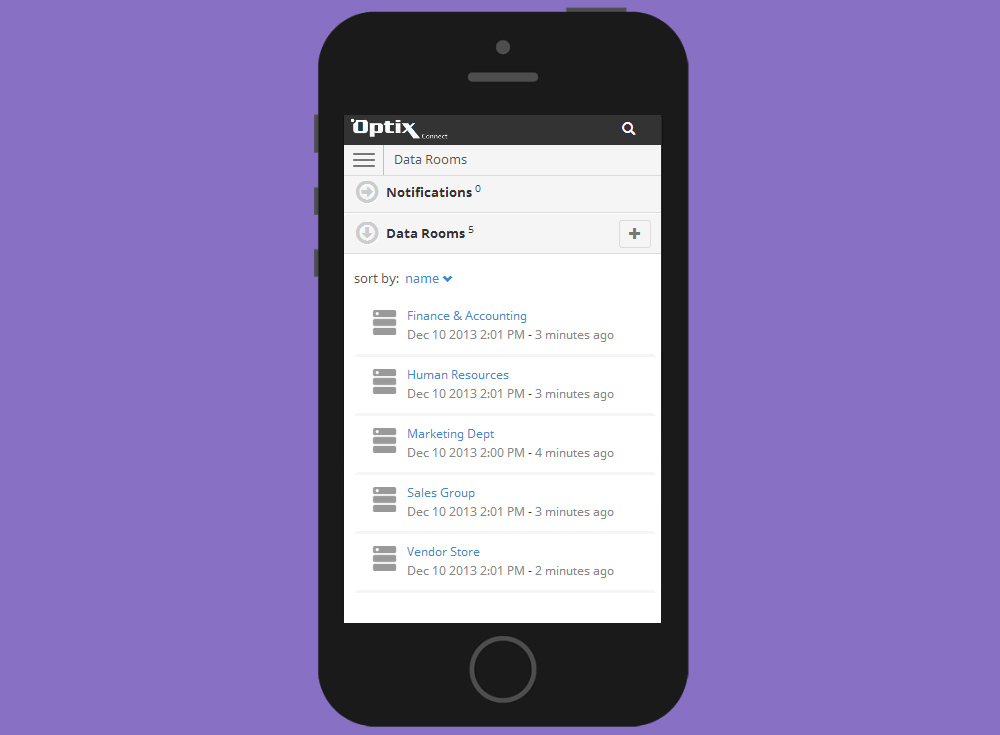 Optix Connect
Data Rooms
Notifications 0
Data Rooms 5
sort by: name
Finance & Accounting
Dec 10 2013 2:01 PM - 3 minutes ago
Human Resources
Dec 10 2013 2:01 PM - 3 minutes ago
Marketing Dept
Dec 10 2013 2:00 PM - 4 minutes ago
Sales Group
Dec 10 2013 2:01 PM - 3 minutes ago
Vendor Store
Dec 10 2013 2:01 PM - 2 minutes ago